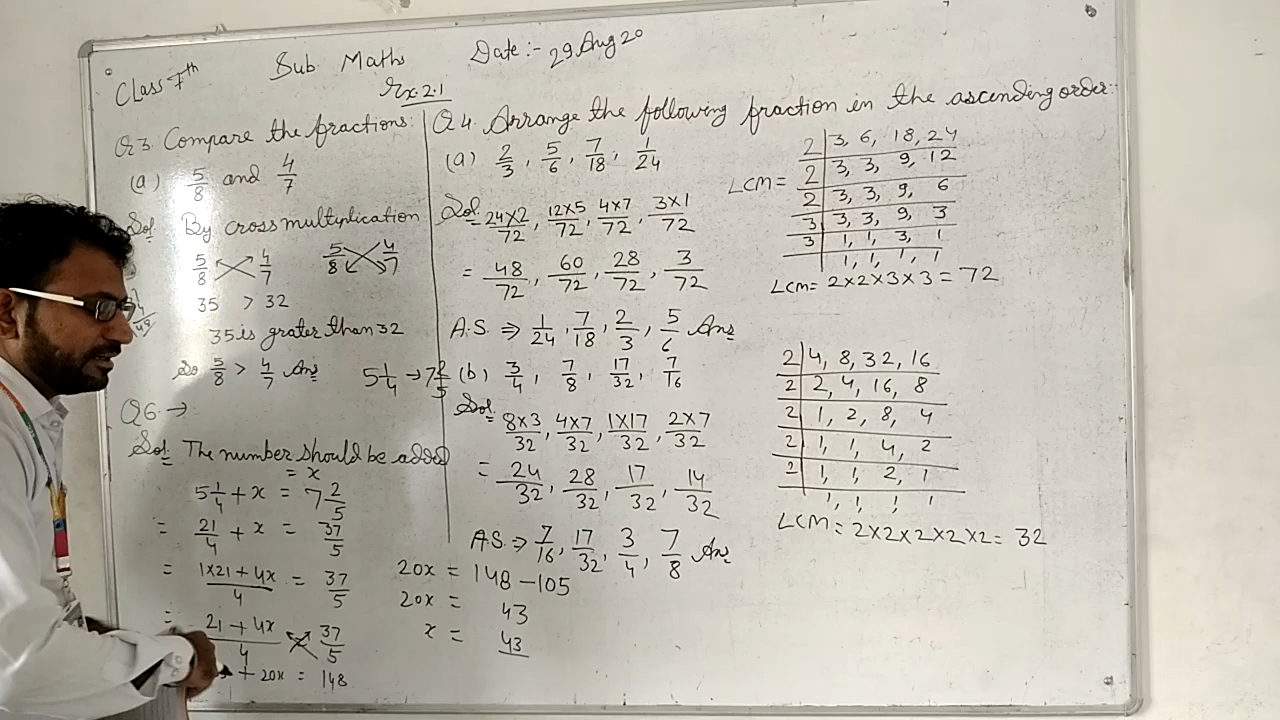 Class 7th Sub Maths Date:- 29 Aug 20
Ex. 2.1
Q3. Compare the fractions:
(a) 5/8 and 4/7
Sol. By cross multiplication
5/8 4/7 5/8 4/7
35 > 32
35 is grater than 32
So 5/8 > 4/7 Ans
5 1/4 → 7 2/5
Q6. →
Sol. The number should be added
= x
5 1/4 + x = 7 2/5
= 21/4 + x = 37/5
= 1x21 + 4x / 4 = 37/5
= 21 + 4x / 4 37/5
+ 20x = 148
20x = 148 - 105
20x = 43
x = 43
Q4. Arrange the following fraction in the ascending order:
(a) 2/3, 5/6, 7/18, 1/24
Sol. = 24x2/72, 12x5/72, 4x7/72, 3x1/72
= 48/72, 60/72, 28/72, 3/72
A.S. ⇒ 1/24, 7/18, 2/3, 5/6 Ans
LCM =
2 | 3, 6, 18, 24
2 | 3, 3, 9, 12
2 | 3, 3, 9, 6
3 | 3, 3, 9, 3
3 | 1, 1, 3, 1
1, 1, 1, 1
LCM = 2x2x3x3 = 72
(b) 3/4, 7/8, 17/32, 7/16
Sol. 8x3/32, 4x7/32, 1x17/32, 2x7/32
= 24/32, 28/32, 17/32, 14/32
A.S. ⇒ 7/16, 17/32, 3/4, 7/8 Ans
2 | 4, 8, 32, 16
2 | 2, 4, 16, 8
2 | 1, 2, 8, 4
2 | 1, 1, 4, 2
2 | 1, 1, 2, 1
1, 1, 1, 1
LCM = 2x2x2x2x2 = 32